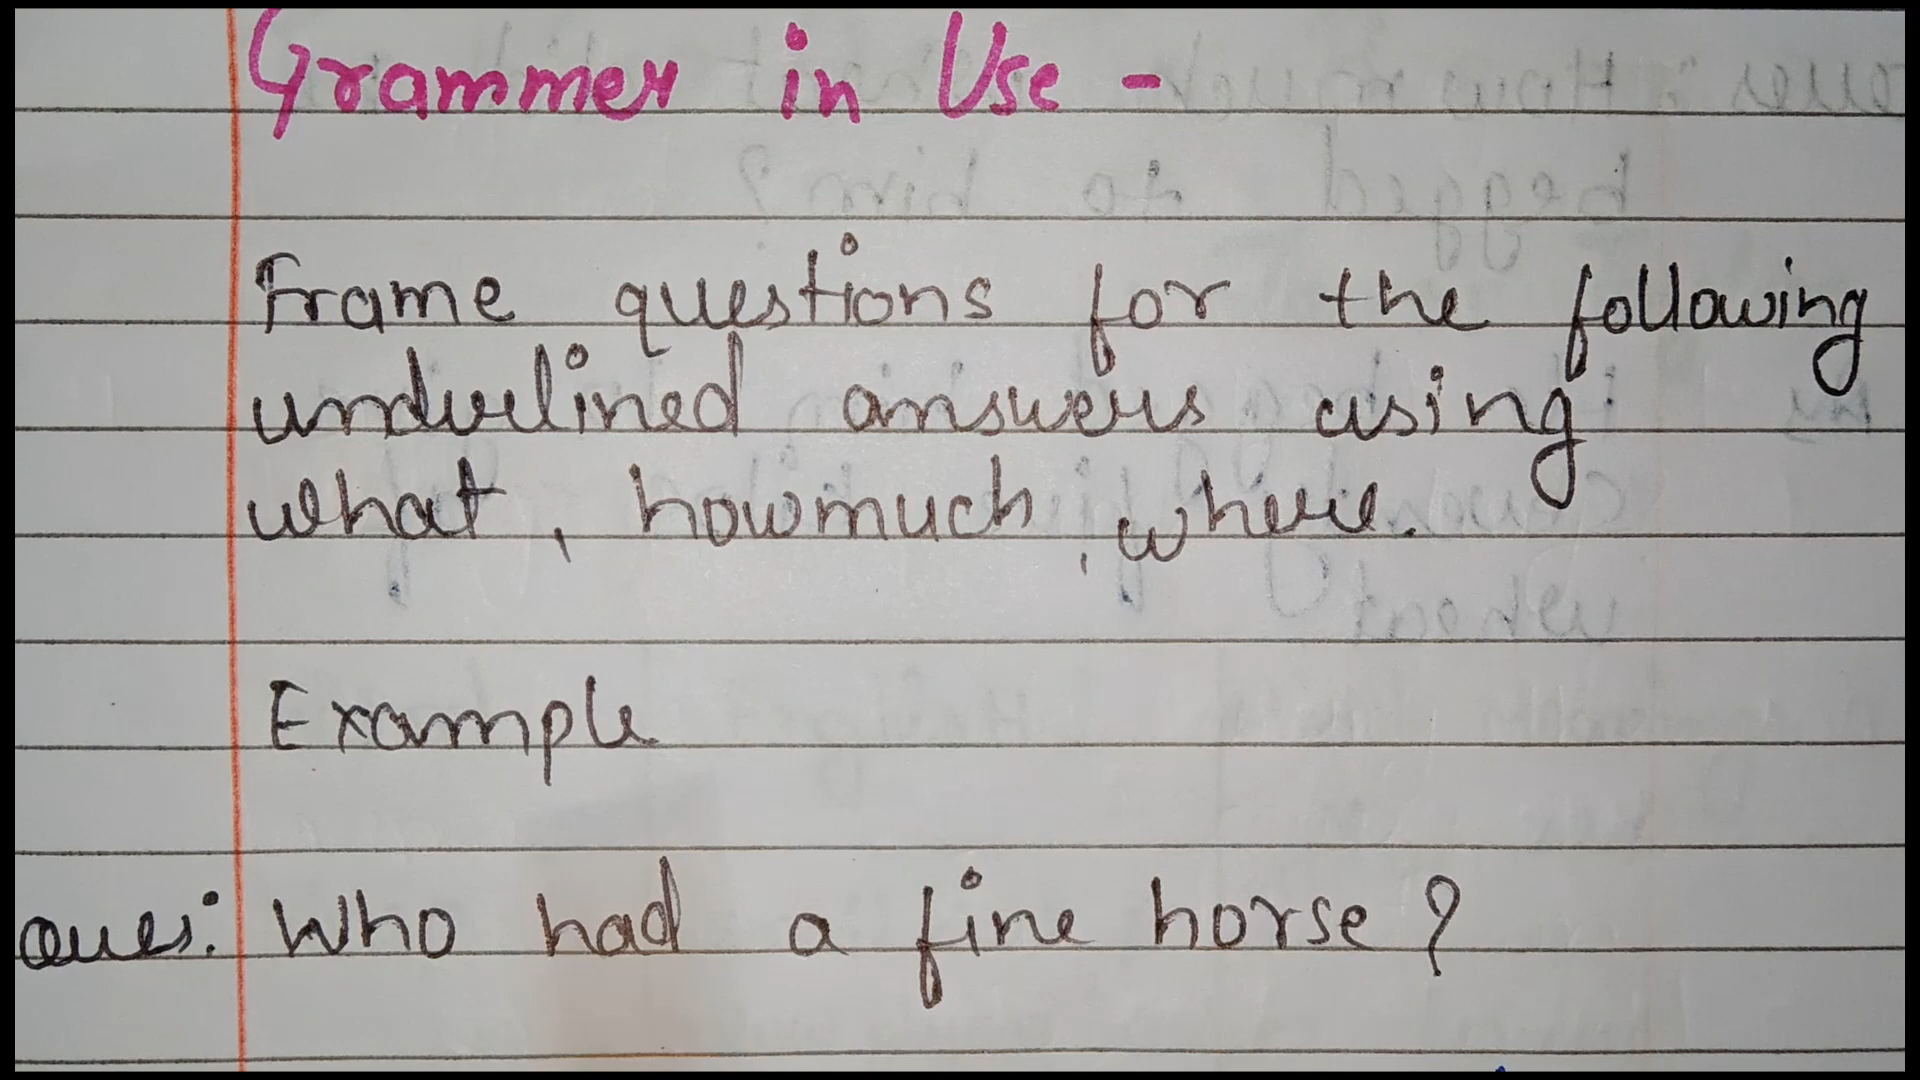 Grammer in Use -
Frame questions for the following
underlined answers using
what, howmuch, where.
Example
Ques: Who had a fine horse?